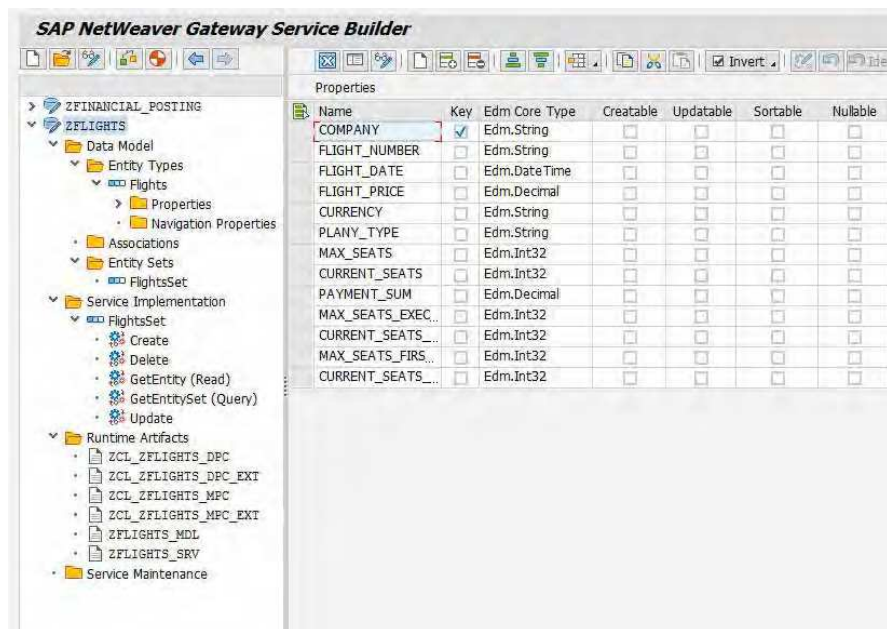 SAP NetWeaver Gateway Service Builder
Invert
Properties
ZFINANCIAL_POSTING
ZFLIGHTS
Data Model
Entity Types
Flights
Properties
Navigation Properties
Associations
Entity Sets
FlightsSet
Service Implementation
FlightsSet
Create
Delete
GetEntity (Read)
GetEntitySet (Query)
Update
Runtime Artifacts
ZCL_ZFLIGHTS_DPC
ZCL_ZFLIGHTS_DPC_EXT
ZCL_ZFLIGHTS_MPC
ZCL_ZFLIGHTS_MPC_EXT
ZFLIGHTS_MDL
ZFLIGHTS_SRV
Service Maintenance
Name Key Edm Core Type Creatable Updatable Sortable Nullable
COMPANY Edm.String
FLIGHT_NUMBER Edm.String
FLIGHT_DATE Edm.DateTime
FLIGHT_PRICE Edm.Decimal
CURRENCY Edm.String
PLANY_TYPE Edm.String
MAX_SEATS Edm.Int32
CURRENT_SEATS Edm.Int32
PAYMENT_SUM Edm.Decimal
MAX_SEATS_EXEC... Edm.Int32
CURRENT_SEATS_... Edm.Int32
MAX_SEATS_FIRS... Edm.Int32
CURRENT_SEATS_... Edm.Int32